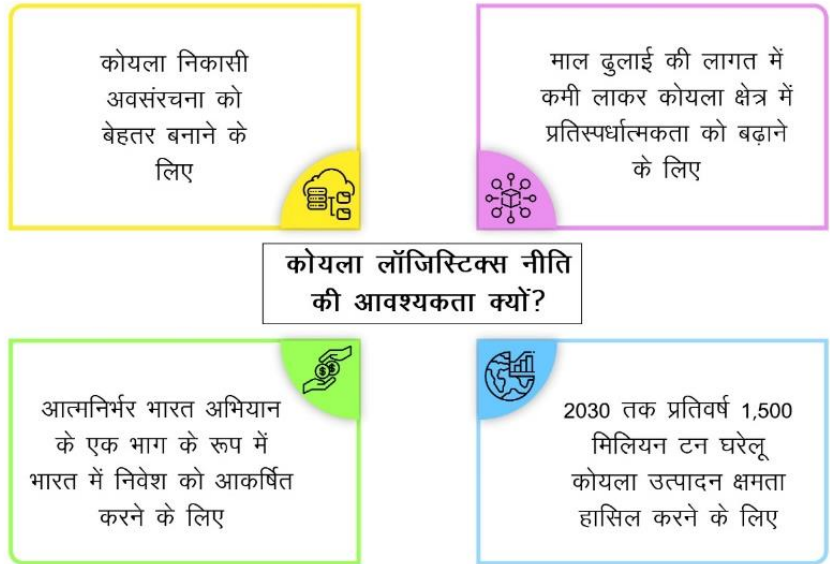 कोयला निकासी
अवसंरचना को
बेहतर बनाने के
लिए
माल ढुलाई की लागत में
कमी लाकर कोयला क्षेत्र में
प्रतिस्पर्धात्मकता को बढ़ाने
के लिए
कोयला लॉजिस्टिक्स नीति
की आवश्यकता क्यों?
आत्मनिर्भर भारत अभियान
के एक भाग के रूप में
भारत में निवेश को आकर्षित
करने के लिए
2030 तक प्रतिवर्ष 1,500
मिलियन टन घरेलू
कोयला उत्पादन क्षमता
हासिल करने के लिए